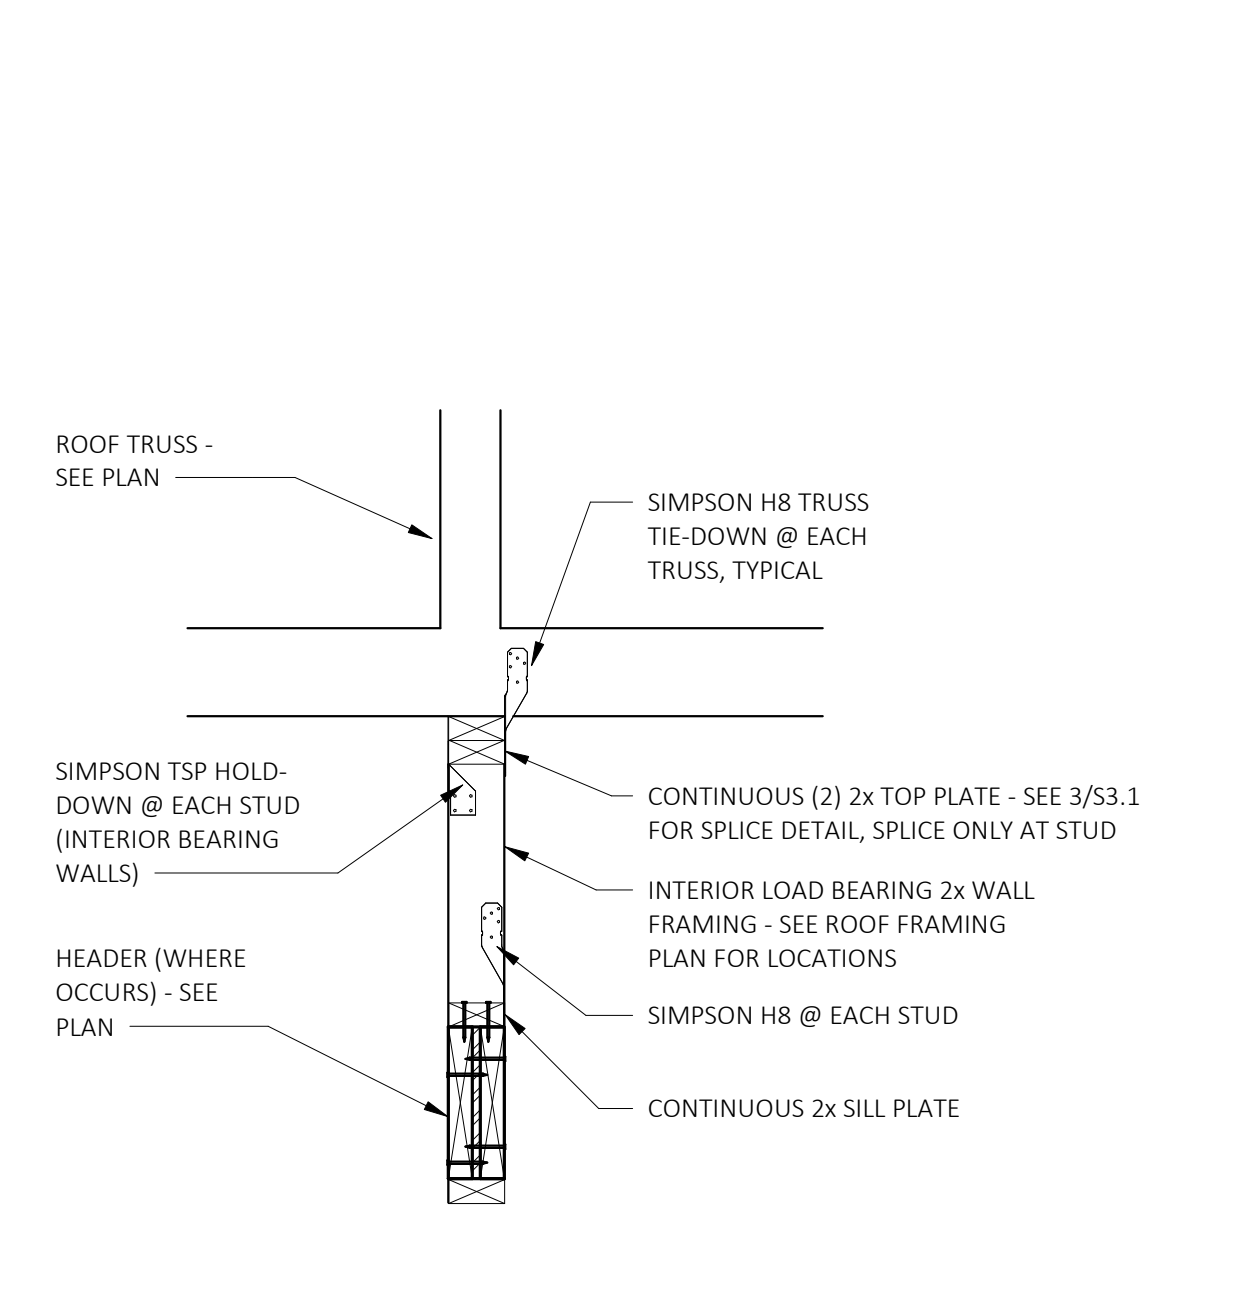 ROOF TRUSS -
SEE PLAN
SIMPSON H8 TRUSS
TIE-DOWN @ EACH
TRUSS, TYPICAL
SIMPSON TSP HOLD-
DOWN @ EACH STUD
(INTERIOR BEARING
WALLS)
CONTINUOUS (2) 2x TOP PLATE - SEE 3/S3.1
FOR SPLICE DETAIL, SPLICE ONLY AT STUD
INTERIOR LOAD BEARING 2x WALL
FRAMING - SEE ROOF FRAMING
PLAN FOR LOCATIONS
HEADER (WHERE
OCCURS) - SEE
PLAN
SIMPSON H8 @ EACH STUD
CONTINUOUS 2x SILL PLATE